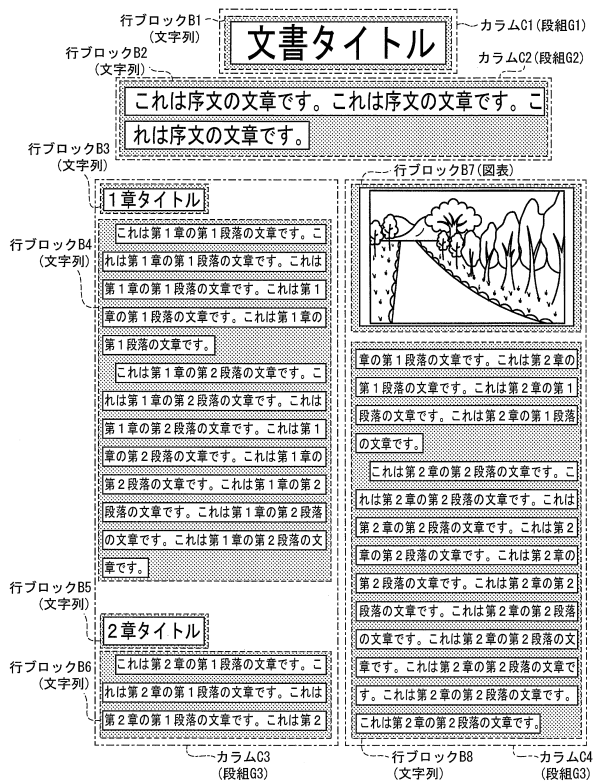 行ブロックB1
(文字列)
カラムC1(段組G1)
文書タイトル
行ブロックB2
(文字列)
カラムC2(段組G2)
これは序文の文章です。これは序文の文章です。こ
れは序文の文章です。
行ブロックB3
(文字列)
1章タイトル
行ブロックB4
(文字列)
これは第1章の第1段落の文章です。こ
れは第1章の第1段落の文章です。これは
第1章の第1段落の文章です。これは第1
章の第1段落の文章です。これは第1章の
第1段落の文章です。
これは第1章の第2段落の文章です。こ
れは第1章の第2段落の文章です。これは
第1章の第2段落の文章です。これは第1
章の第2段落の文章です。これは第1章の
第2段落の文章です。これは第1章の第2
段落の文章です。これは第1章の第2段落
の文章です。これは第1章の第2段落の文
章です。
行ブロックB5
(文字列)
2章タイトル
行ブロックB6
(文字列)
これは第2章の第1段落の文章です。こ
れは第2章の第1段落の文章です。これは
第2章の第1段落の文章です。これは第2
カラムC3
(段組G3)
行ブロックB7(図表)
章の第1段落の文章です。これは第2章の
第1段落の文章です。これは第2章の第1
段落の文章です。これは第2章の第1段落
の文章です。
これは第2章の第2段落の文章です。こ
れは第2章の第2段落の文章です。これは
第2章の第2段落の文章です。これは第2
章の第2段落の文章です。これは第2章の
第2段落の文章です。これは第2章の第2
段落の文章です。これは第2章の第2段落
の文章です。これは第2章の第2段落の文
章です。これは第2章の第2段落の文章で
す。これは第2章の第2段落の文章です。
これは第2章の第2段落の文章です。
行ブロックB8
(文字列)
カラムC4
(段組G3)